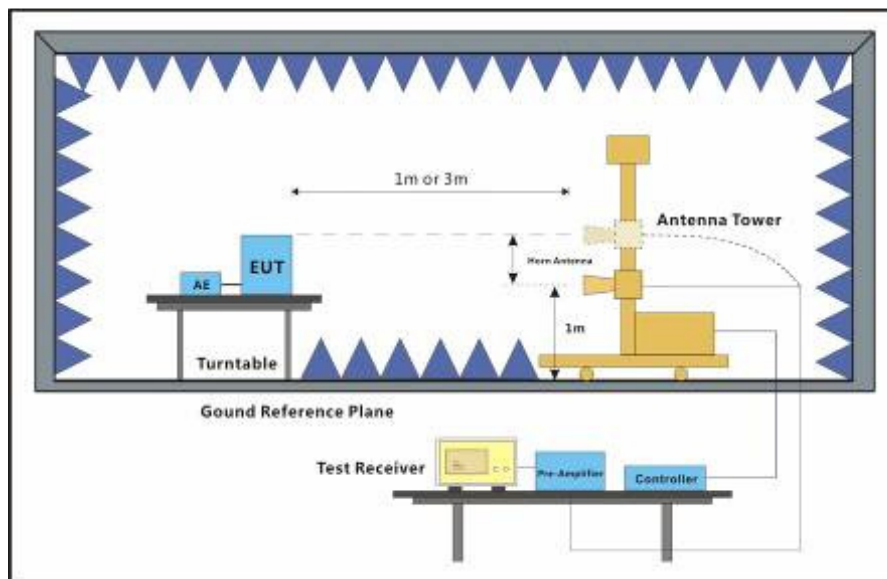 1m or 3m
Antenna Tower
Horn Antenna
EUT
AE
1m
Turntable
Gound Reference Plane
Test Receiver
Pre-Amplifier
Controller